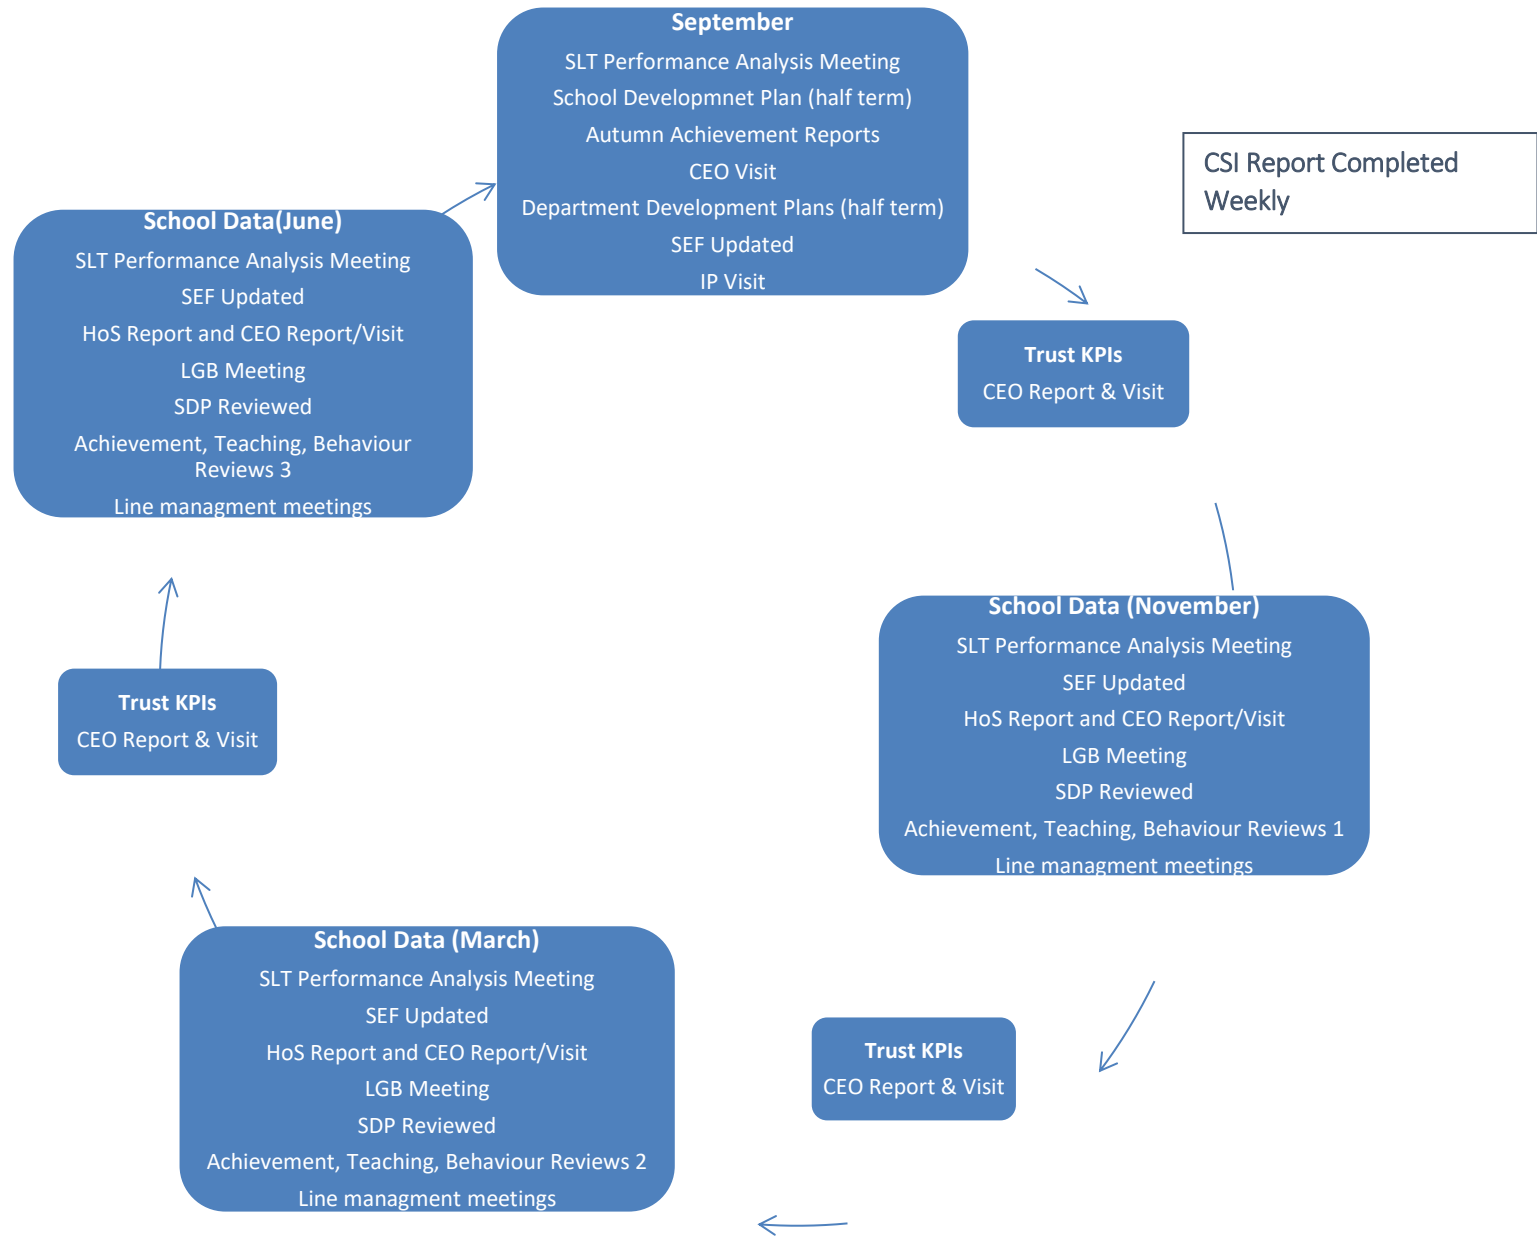 September
SLT Performance Analysis Meeting
School Developmnet Plan (half term)
Autumn Achievement Reports
CEO Visit
Department Development Plans (half term)
SEF Updated
IP Visit
CSI Report Completed
Weekly
Trust KPIs
CEO Report & Visit
School Data (November)
SLT Performance Analysis Meeting
SEF Updated
HoS Report and CEO Report/Visit
LGB Meeting
SDP Reviewed
Achievement, Teaching, Behaviour Reviews 1
Line managment meetings
Trust KPIs
CEO Report & Visit
School Data (March)
SLT Performance Analysis Meeting
SEF Updated
HoS Report and CEO Report/Visit
LGB Meeting
SDP Reviewed
Achievement, Teaching, Behaviour Reviews 2
Line managment meetings
Trust KPIs
CEO Report & Visit
School Data(June)
SLT Performance Analysis Meeting
SEF Updated
HoS Report and CEO Report/Visit
LGB Meeting
SDP Reviewed
Achievement, Teaching, Behaviour
Reviews 3
Line managment meetings